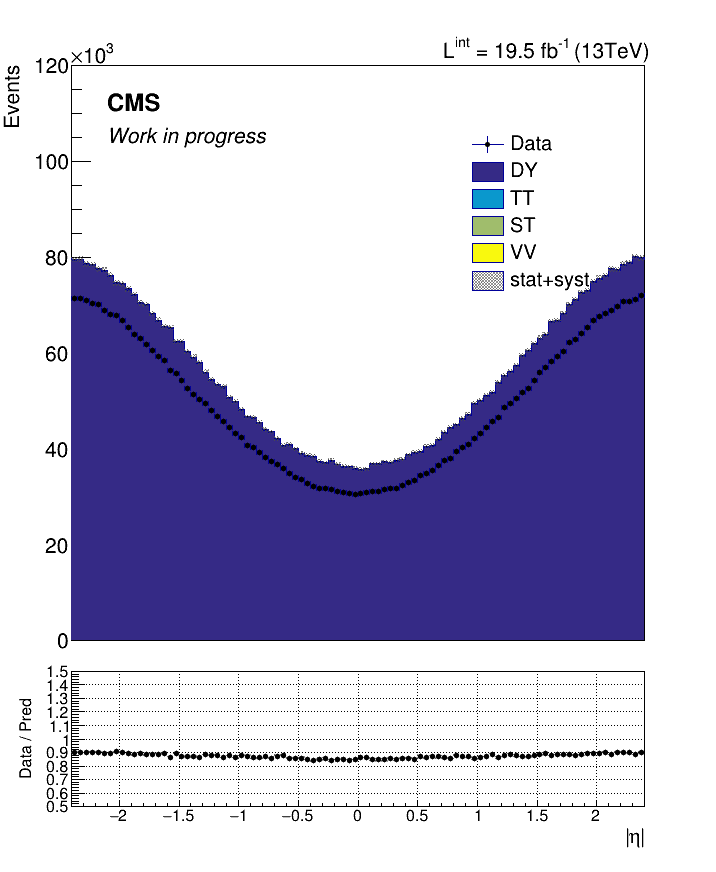 ×10³
L^int = 19.5 fb⁻¹ (13TeV)
Events
120
100
80
60
40
20
0
CMS
Work in progress
Data
DY
TT
ST
VV
stat+syst
Data / Pred
1.5
1.4
1.3
1.2
1.1
1
0.9
0.8
0.7
0.6
0.5
−2 −1.5 −1 −0.5 0 0.5 1 1.5 2
|η|